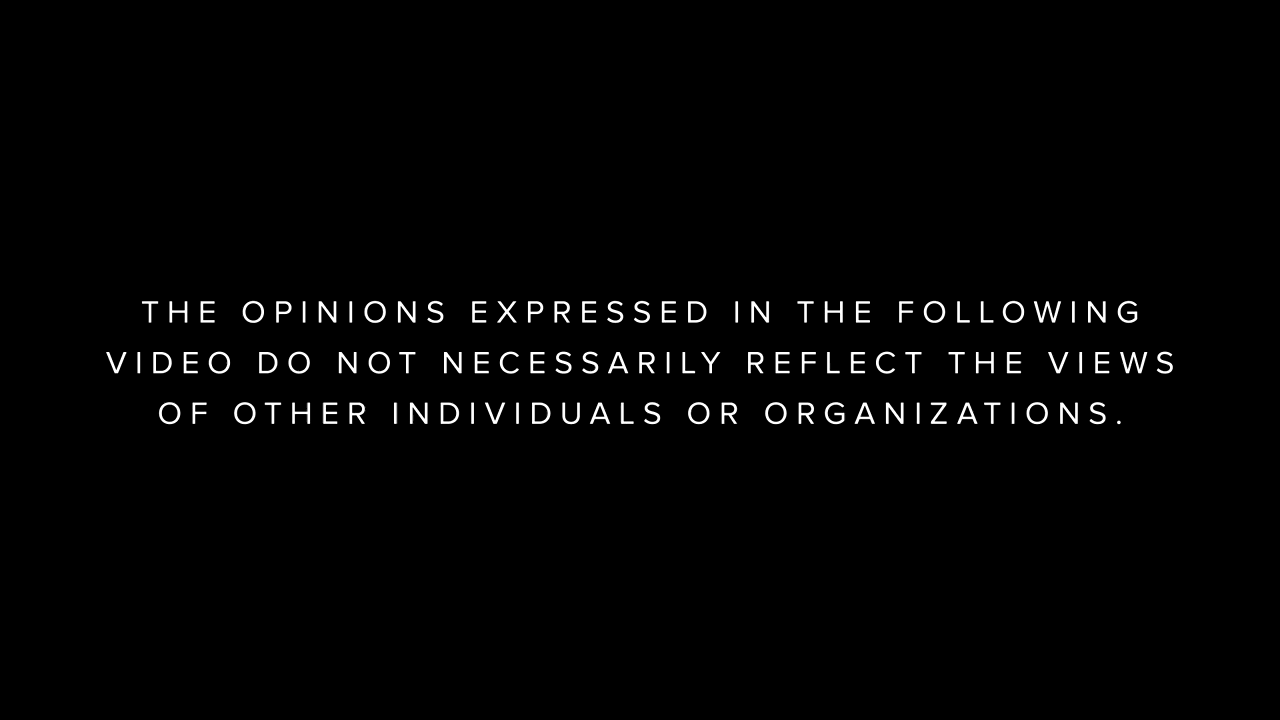 THE OPINIONS EXPRESSED IN THE FOLLOWING
VIDEO DO NOT NECESSARILY REFLECT THE VIEWS
OF OTHER INDIVIDUALS OR ORGANIZATIONS.